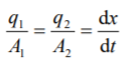 q₁/A₁ = q₂/A₂ = dx/dt